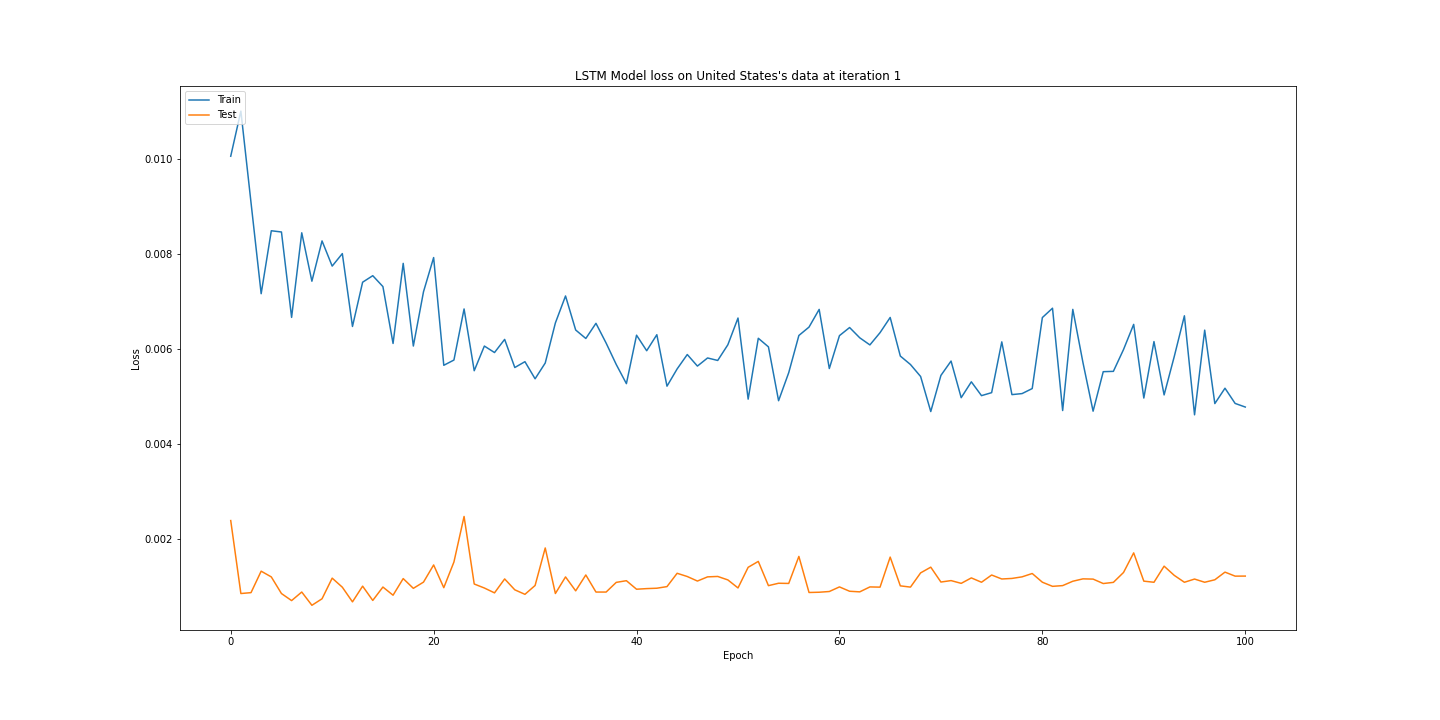 LSTM Model loss on United States's data at iteration 1
Train
Test
0.010
0.008
0.006
0.004
0.002
Loss
0 20 40 60 80 100
Epoch